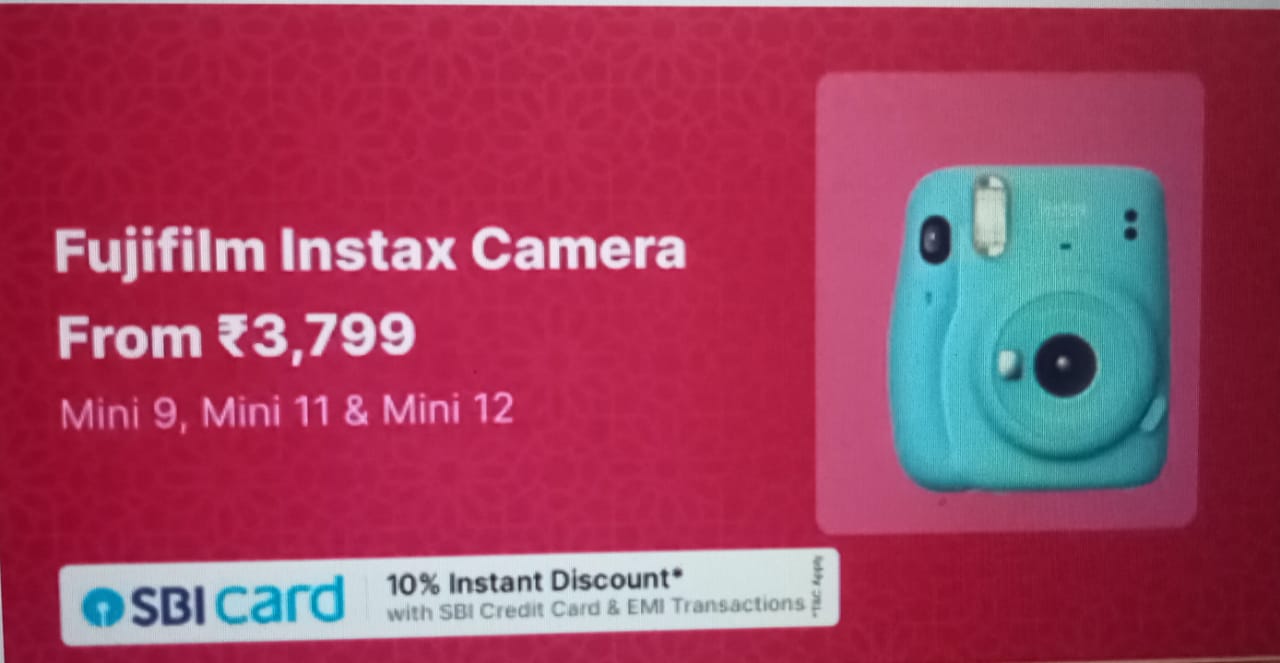 Fujifilm Instax Camera
From ₹3,799
Mini 9, Mini 11 & Mini 12
SBI card
10% Instant Discount*
with SBI Credit Card & EMI Transactions
*T&C Apply